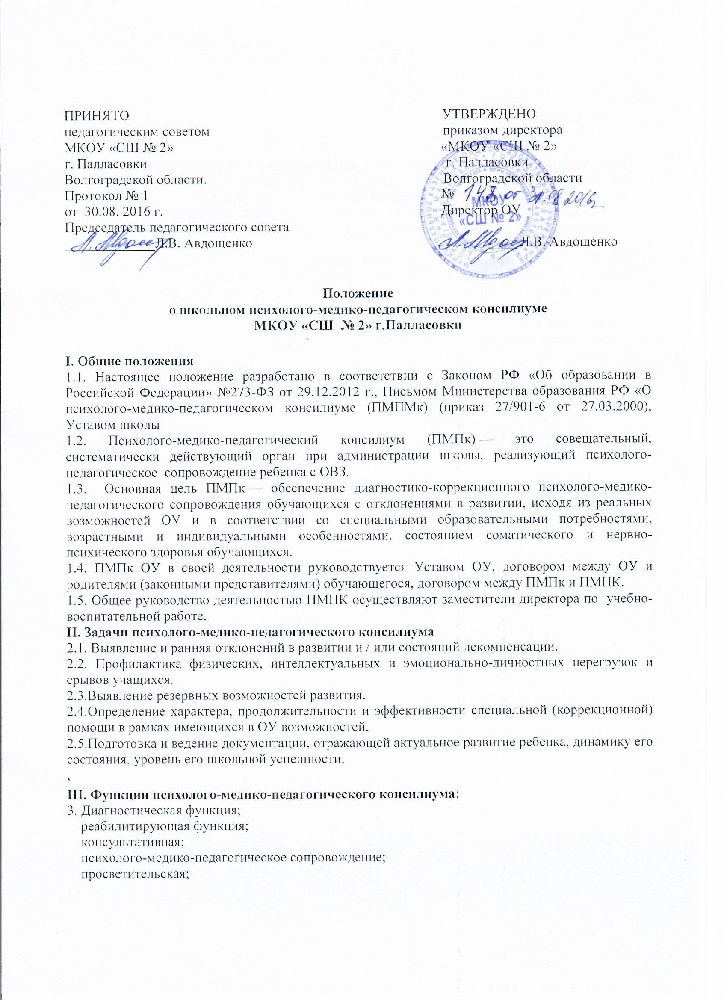 ПРИНЯТО
педагогическим советом
МКОУ «СШ № 2»
г. Палласовки
Волгоградской области.
Протокол № 1
от 30.08. 2016 г.
Председатель педагогического совета
______________Л.В. Авдощенко
УТВЕРЖДЕНО
приказом директора
«МКОУ «СШ № 2»
г. Палласовки
Волгоградской области
№ 148 от 31.08 2016г
Директор ОУ
____________Л.В. Авдощенко
МКОУ
«СШ № 2»
Положение
о школьном психолого-медико-педагогическом консилиуме
МКОУ «СШ № 2» г.Палласовки
I. Общие положения
1.1. Настоящее положение разработано в соответствии с Законом РФ «Об образовании в
Российской Федерации» №273-ФЗ от 29.12.2012 г., Письмом Министерства образования РФ «О
психолого-медико-педагогическом консилиуме (ПМПМк) (приказ 27/901-6 от 27.03.2000),
Уставом школы
1.2. Психолого-медико-педагогический консилиум (ПМПк) — это совещательный,
систематически действующий орган при администрации школы, реализующий психолого-
педагогическое сопровождение ребенка с ОВЗ.
1.3. Основная цель ПМПк — обеспечение диагностико-коррекционного психолого-медико-
педагогического сопровождения обучающихся с отклонениями в развитии, исходя из реальных
возможностей ОУ и в соответствии со специальными образовательными потребностями,
возрастными и индивидуальными особенностями, состоянием соматического и нервно-
психического здоровья обучающихся.
1.4. ПМПк ОУ в своей деятельности руководствуется Уставом ОУ, договором между ОУ и
родителями (законными представителями) обучающегося, договором между ПМПк и ПМПК.
1.5. Общее руководство деятельностью ПМПК осуществляют заместители директора по учебно-
воспитательной работе.
II. Задачи психолого-медико-педагогического консилиума
2.1. Выявление и ранняя отклонений в развитии и / или состояний декомпенсации.
2.2. Профилактика физических, интеллектуальных и эмоционально-личностных перегрузок и
срывов учащихся.
2.3.Выявление резервных возможностей развития.
2.4.Определение характера, продолжительности и эффективности специальной (коррекционной)
помощи в рамках имеющихся в ОУ возможностей.
2.5.Подготовка и ведение документации, отражающей актуальное развитие ребенка, динамику его
состояния, уровень его школьной успешности.
,
III. Функции психолого-медико-педагогического консилиума:
3. Диагностическая функция;
реабилитирующая функция;
консультативная;
психолого-медико-педагогическое сопровождение;
просветительская;